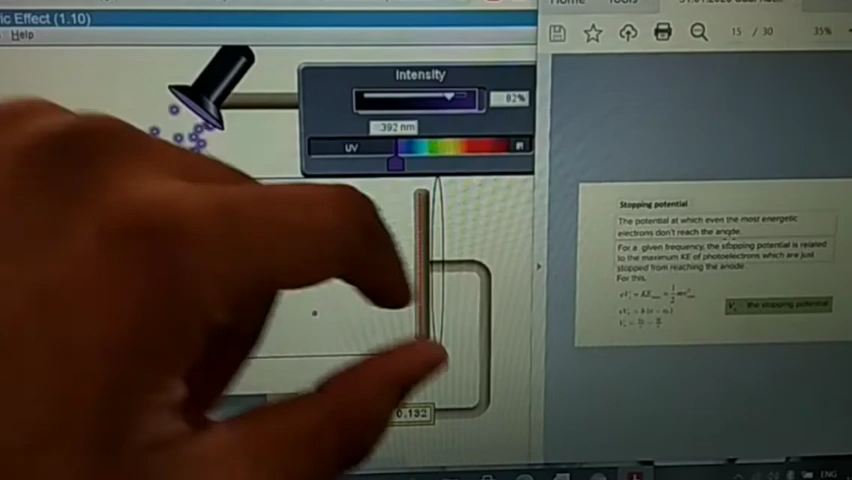 ic Effect (1.10)
Help
Tools
15 / 30
35%
Intensity
82%
392 nm
UV
IR
Stopping potential
The potential at which even the most energetic
electrons don't reach the anode.
For a given frequency, the stopping potential is related
to the maximum KE of photoelectrons which are just
stopped from reaching the anode
For this,
the stopping potential
0.132
ENG